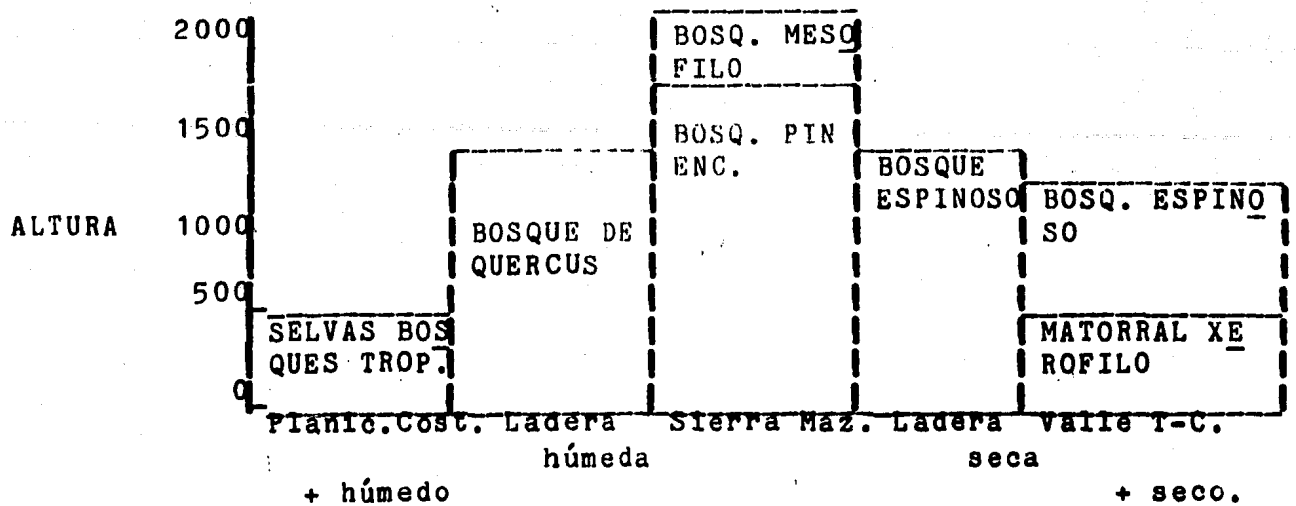 2000
BOSQ. MESO
FILO
1500
BOSQ. PIN
ENC.
BOSQUE
ESPINOSO
BOSQ. ESPINO
SO
ALTURA
1000
BOSQUE DE
QUERCUS
500
SELVAS BOS
QUES TROP.
MATORRAL XE
ROFILO
0
Planic.Cost. Ladera Sierra Maz. Ladera Valle T-C.
húmeda seca
+ húmedo + seco.